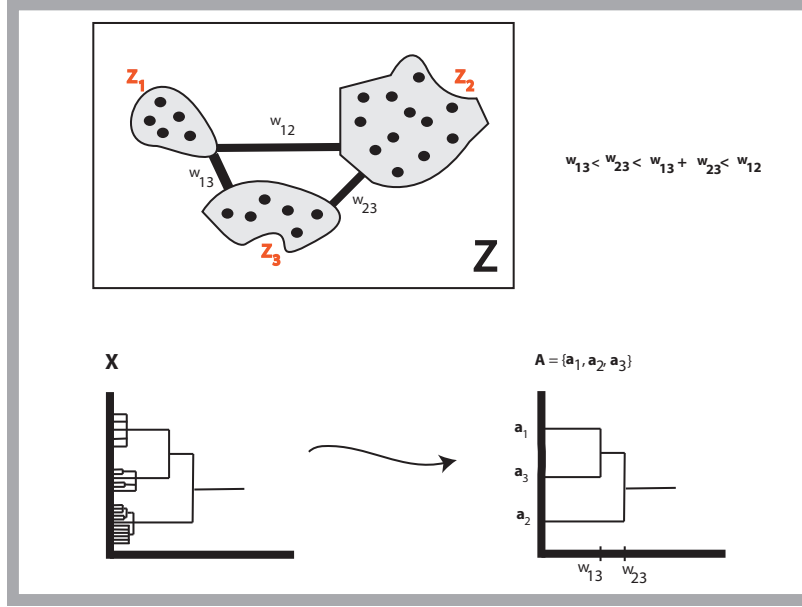 Z₁
Z₂
w₁₂
w₁₃
w₂₃
Z₃
Z
w₁₃ < w₂₃ < w₁₃ + w₂₃ < w₁₂
X
A = {a₁, a₂, a₃}
a₁
a₃
a₂
w₁₃ w₂₃